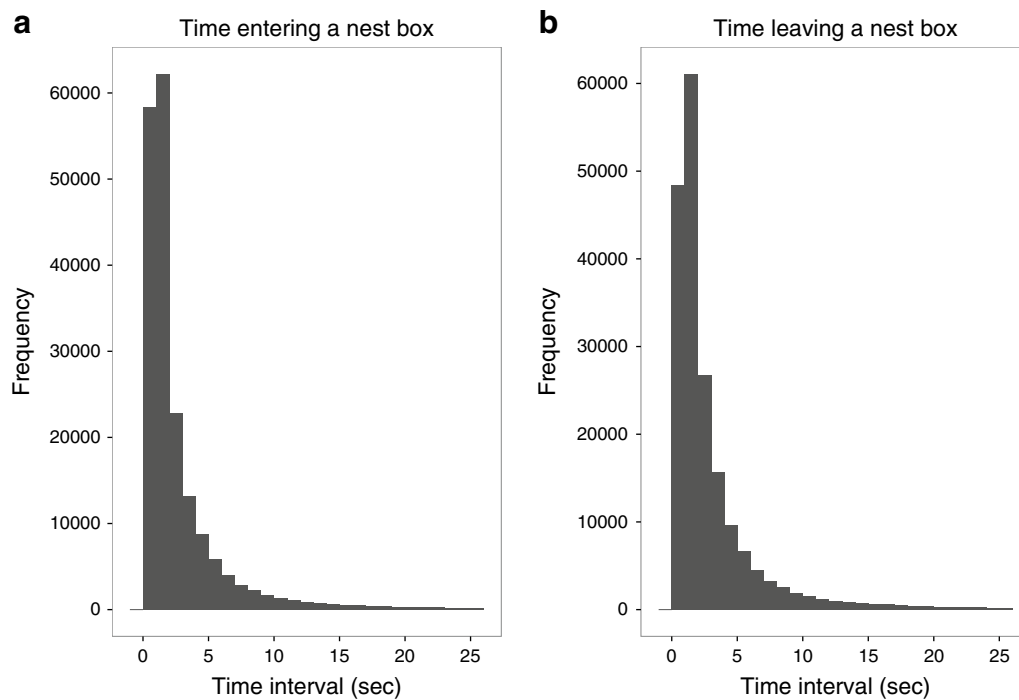 a Time entering a nest box
60000
50000
40000
30000
20000
10000
0
Frequency
0 5 10 15 20 25
Time interval (sec)
b Time leaving a nest box
60000
50000
40000
30000
20000
10000
0
Frequency
0 5 10 15 20 25
Time interval (sec)